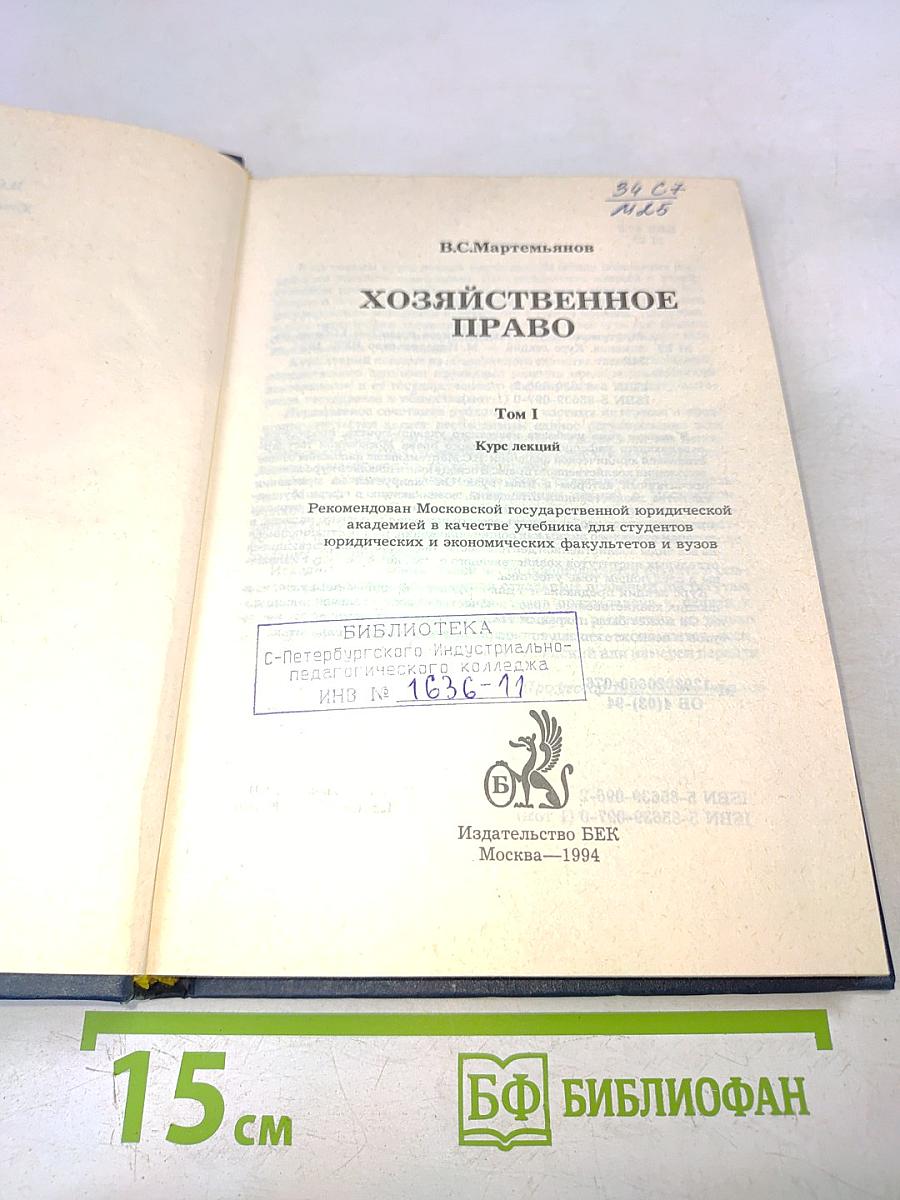 34 С7
М25
В.С.Мартемьянов
ХОЗЯЙСТВЕННОЕ
ПРАВО
Том I
Курс лекций
Рекомендован Московской государственной юридической
академией в качестве учебника для студентов
юридических и экономических факультетов и вузов
БИБЛИОТЕКА
С-Петербургского Индустриально-
педагогического колледжа
ИНВ № 1636-11
Б
Издательство БЕК
Москва—1994
15 см
БФ БИБЛИОФАН